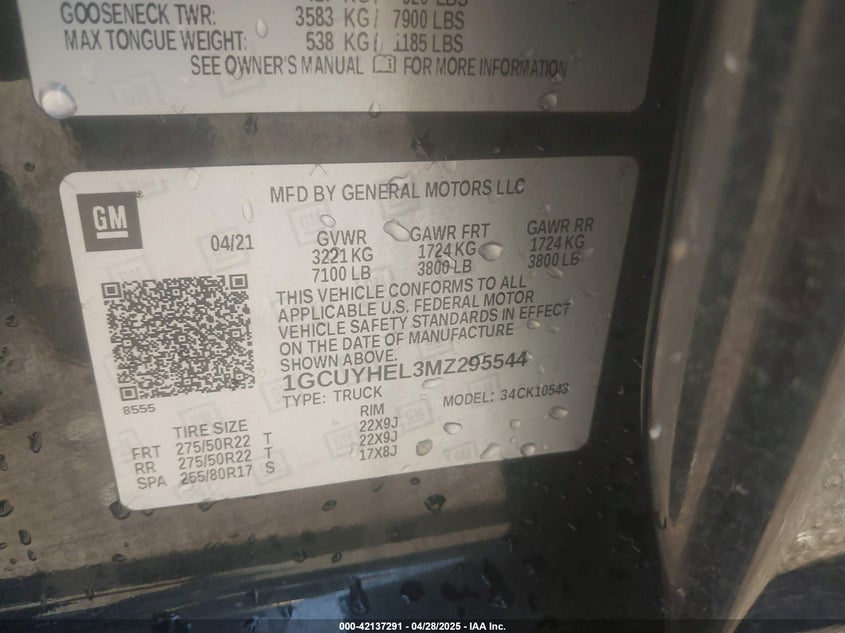 GOOSENECK TWR: 3583 KG/ 7900 LBS
MAX TONGUE WEIGHT: 538 KG/ 1185 LBS
SEE OWNER'S MANUAL FOR MORE INFORMATION
GM
MFD BY GENERAL MOTORS LLC
04/21
GVWR GAWR FRT GAWR RR
3221 KG 1724 KG 1724 KG
7100 LB 3800 LB 3800 LB
THIS VEHICLE CONFORMS TO ALL
APPLICABLE U.S. FEDERAL MOTOR
VEHICLE SAFETY STANDARDS IN EFFECT
ON THE DATE OF MANUFACTURE
SHOWN ABOVE.
1GCUYHEL3MZ295544
8555
TYPE: TRUCK MODEL: 34CK10543
TIRE SIZE RIM
FRT 275/50R22 T 22X9J
RR 275/50R22 T 22X9J
SPA 255/80R17 S 17X8J
000-42137291 - 04/28/2025 - IAA Inc.